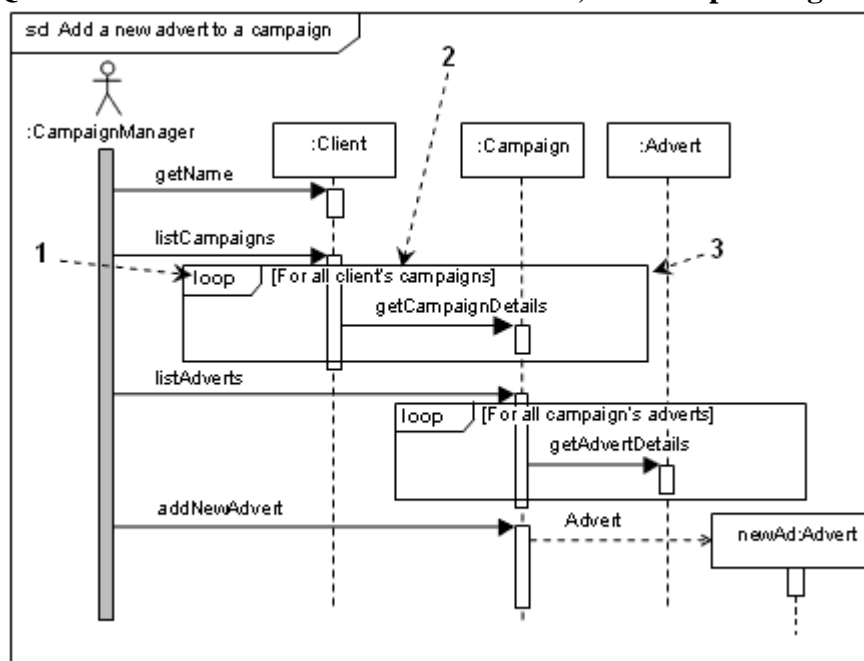 sd Add a new advert to a campaign
2
:CampaignManager
:Client
:Campaign
:Advert
getName
listCampaigns
1
3
loop
[For all client's campaigns]
getCampaignDetails
listAdverts
loop
[For all campaign's adverts]
getAdvertDetails
addNewAdvert
Advert
newAd:Advert